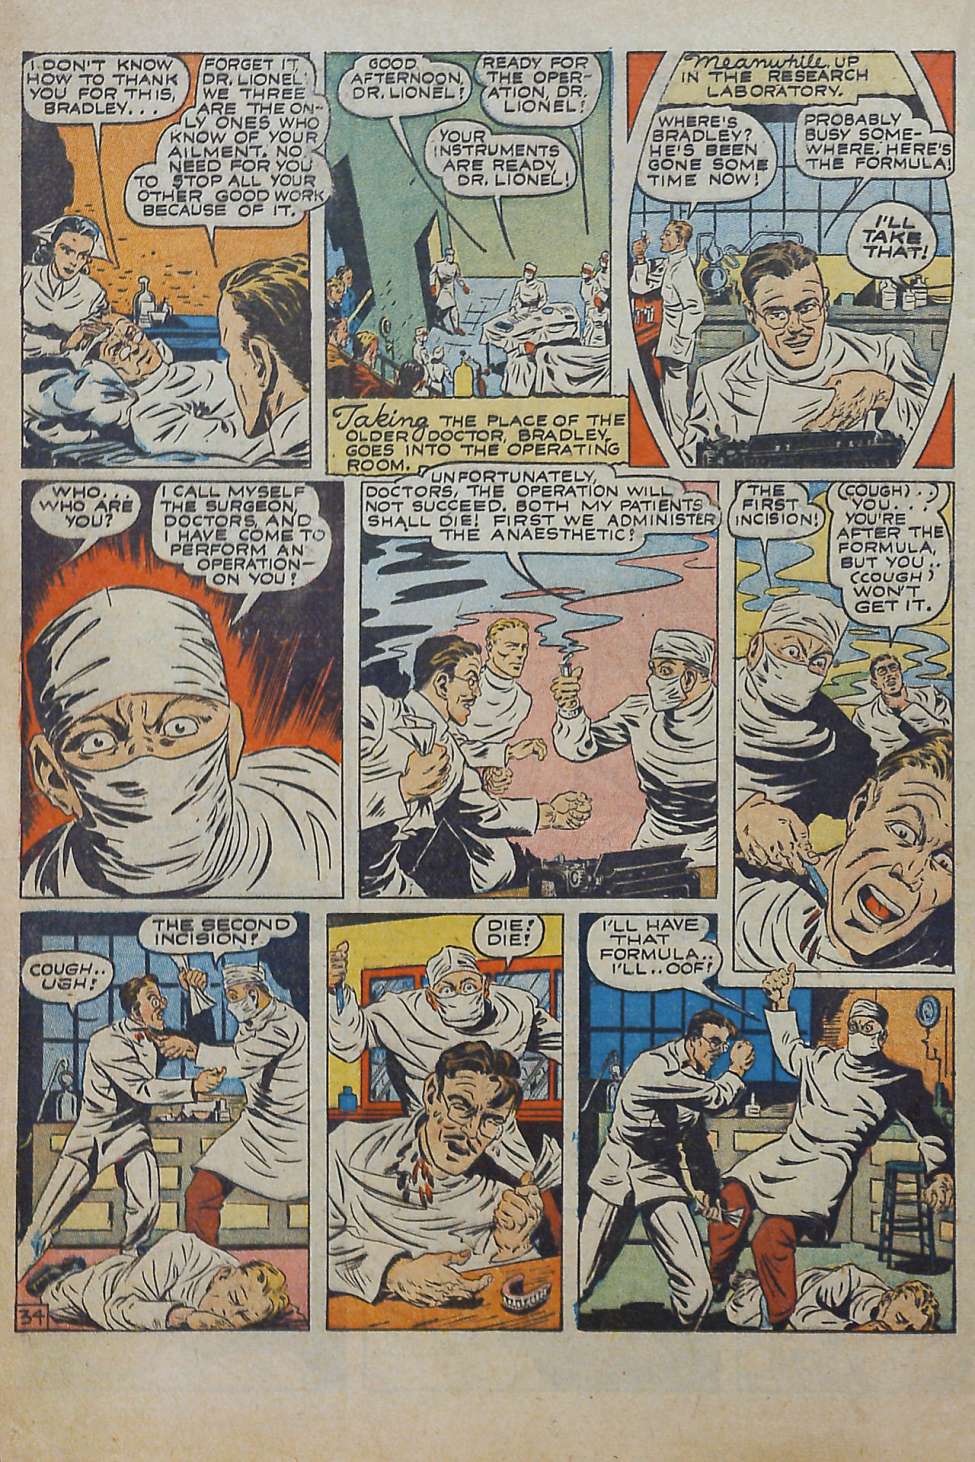 I DON'T KNOW
HOW TO THANK
YOU FOR THIS,
BRADLEY...
FORGET IT,
DR. LIONEL!
WE THREE
ARE THE ON-
LY ONES WHO
KNOW OF YOUR
AILMENT. NO
NEED FOR YOU
TO STOP ALL YOUR
OTHER GOOD WORK
BECAUSE OF IT.
GOOD
AFTERNOON,
DR. LIONEL!
READY FOR
THE OPER-
ATION, DR.
LIONEL!
YOUR
INSTRUMENTS
ARE READY,
DR. LIONEL!
Taking THE PLACE OF THE
OLDER DOCTOR, BRADLEY
GOES INTO THE OPERATING
ROOM.
Meanwhile, UP
IN THE RESEARCH
LABORATORY.
WHERE'S
BRADLEY?
HE'S BEEN
GONE SOME
TIME NOW!
PROBABLY
BUSY SOME-
WHERE. HERE'S
THE FORMULA!
I'LL
TAKE
THAT!
WHO...
WHO ARE
YOU?
I CALL MYSELF
THE SURGEON,
DOCTORS, AND
I HAVE COME TO
PERFORM AN
OPERATION—
ON YOU!
UNFORTUNATELY,
DOCTORS, THE OPERATION WILL
NOT SUCCEED. BOTH MY PATIENTS
SHALL DIE! FIRST WE ADMINISTER
THE ANAESTHETIC!
THE
FIRST
INCISION!
(COUGH)..
YOU...
YOU'RE
AFTER THE
FORMULA,
BUT YOU..
(COUGH)
WON'T
GET IT.
COUGH..
UGH!
THE SECOND
INCISION!
34
DIE!
DIE!
I'LL HAVE
THAT
FORMULA..
I'LL..OOF!